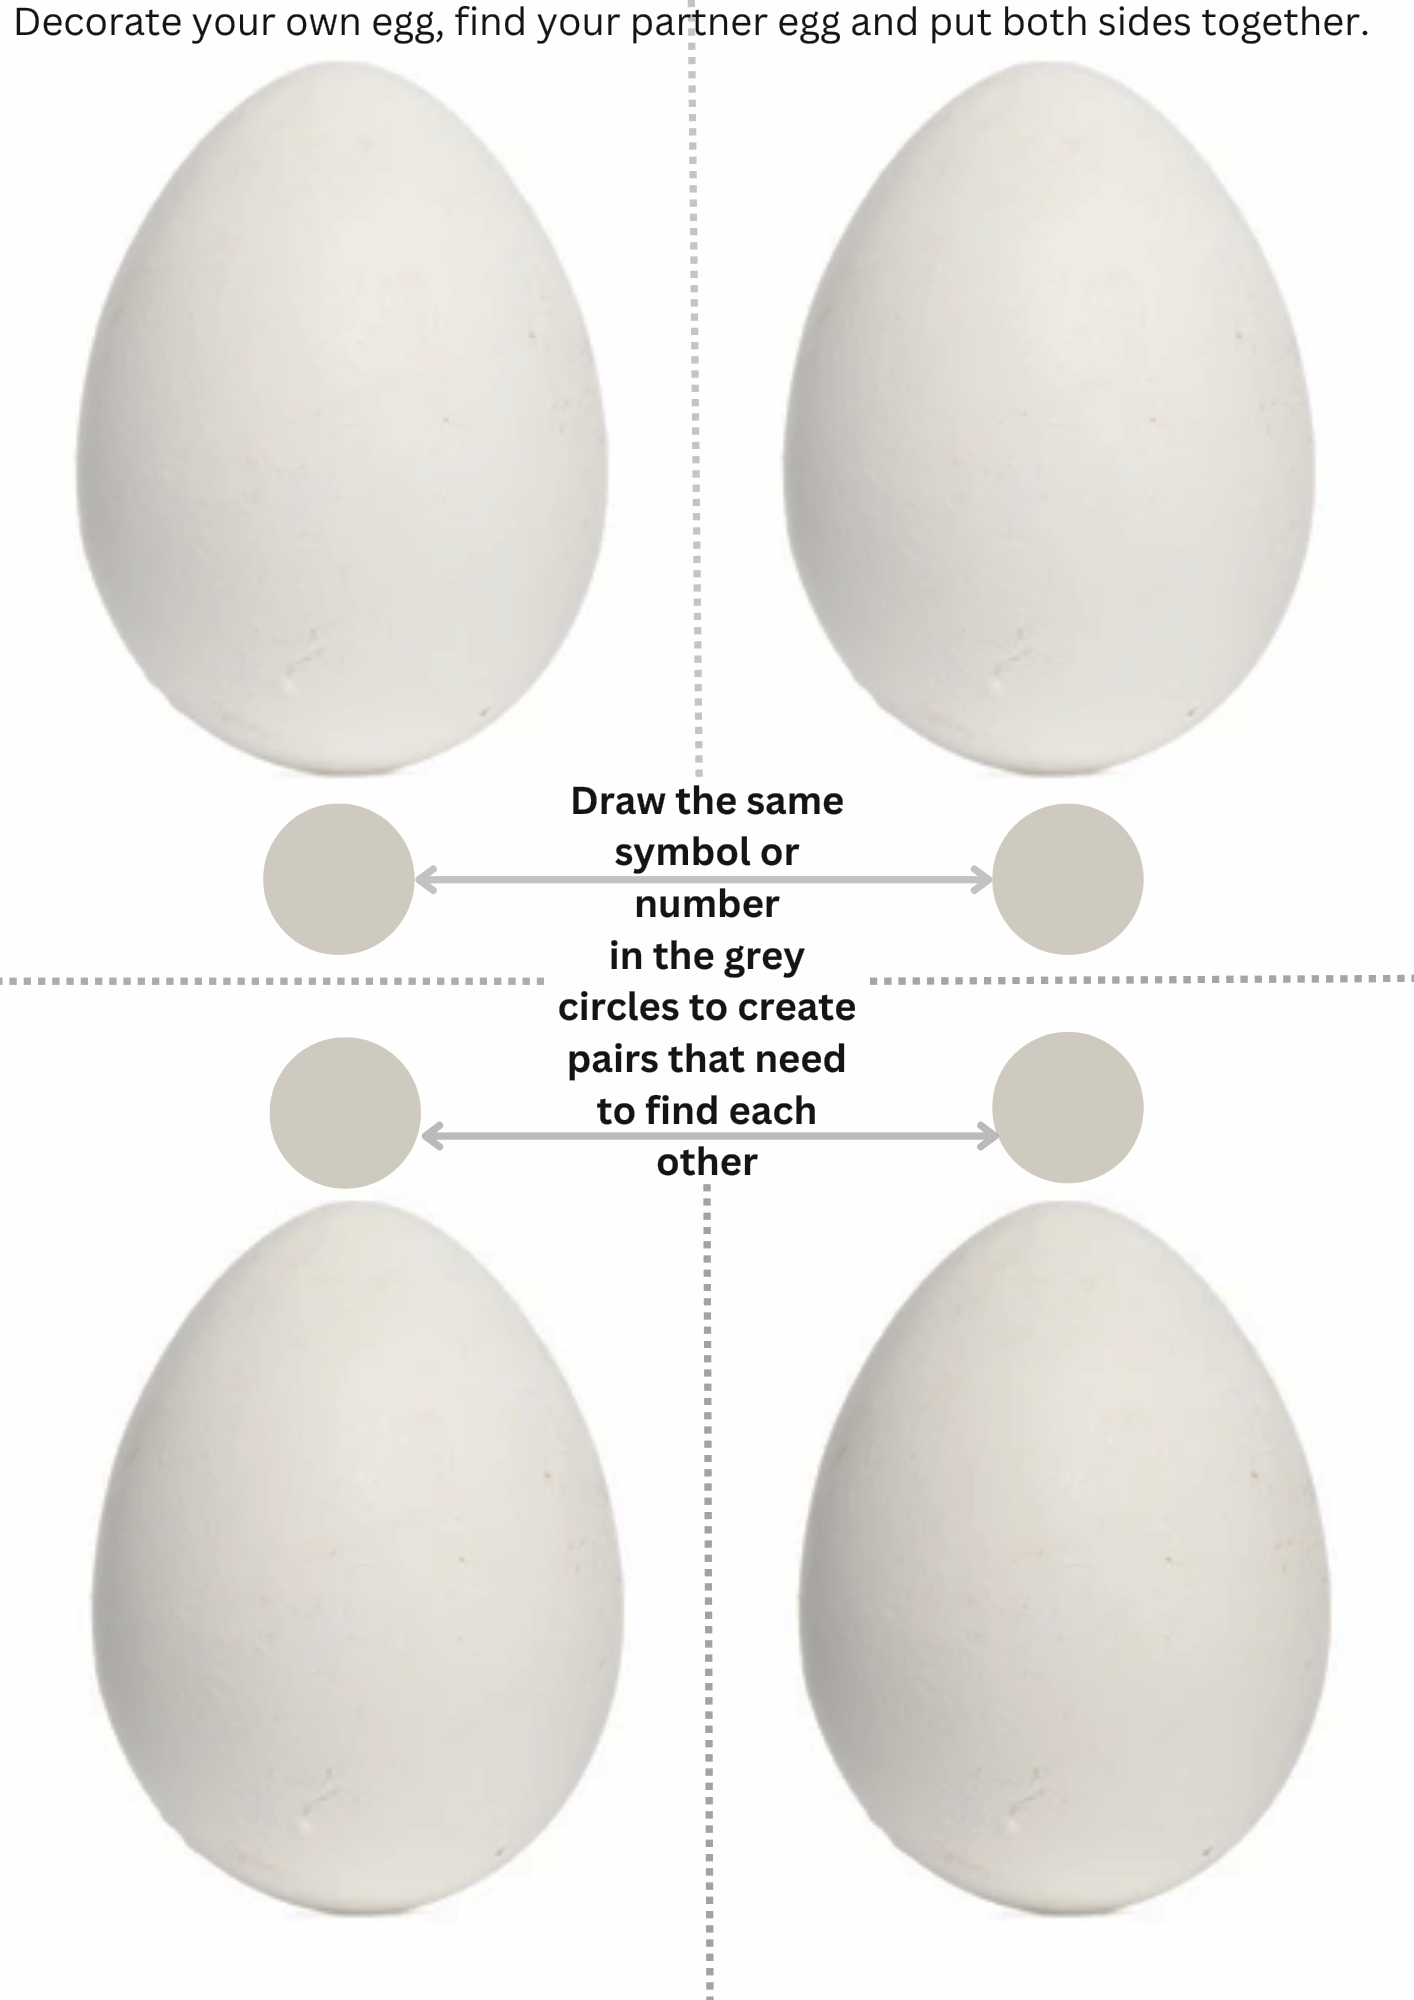 Decorate your own egg, find your partner egg and put both sides together.
Draw the same
symbol or
number
in the grey
circles to create
pairs that need
to find each
other